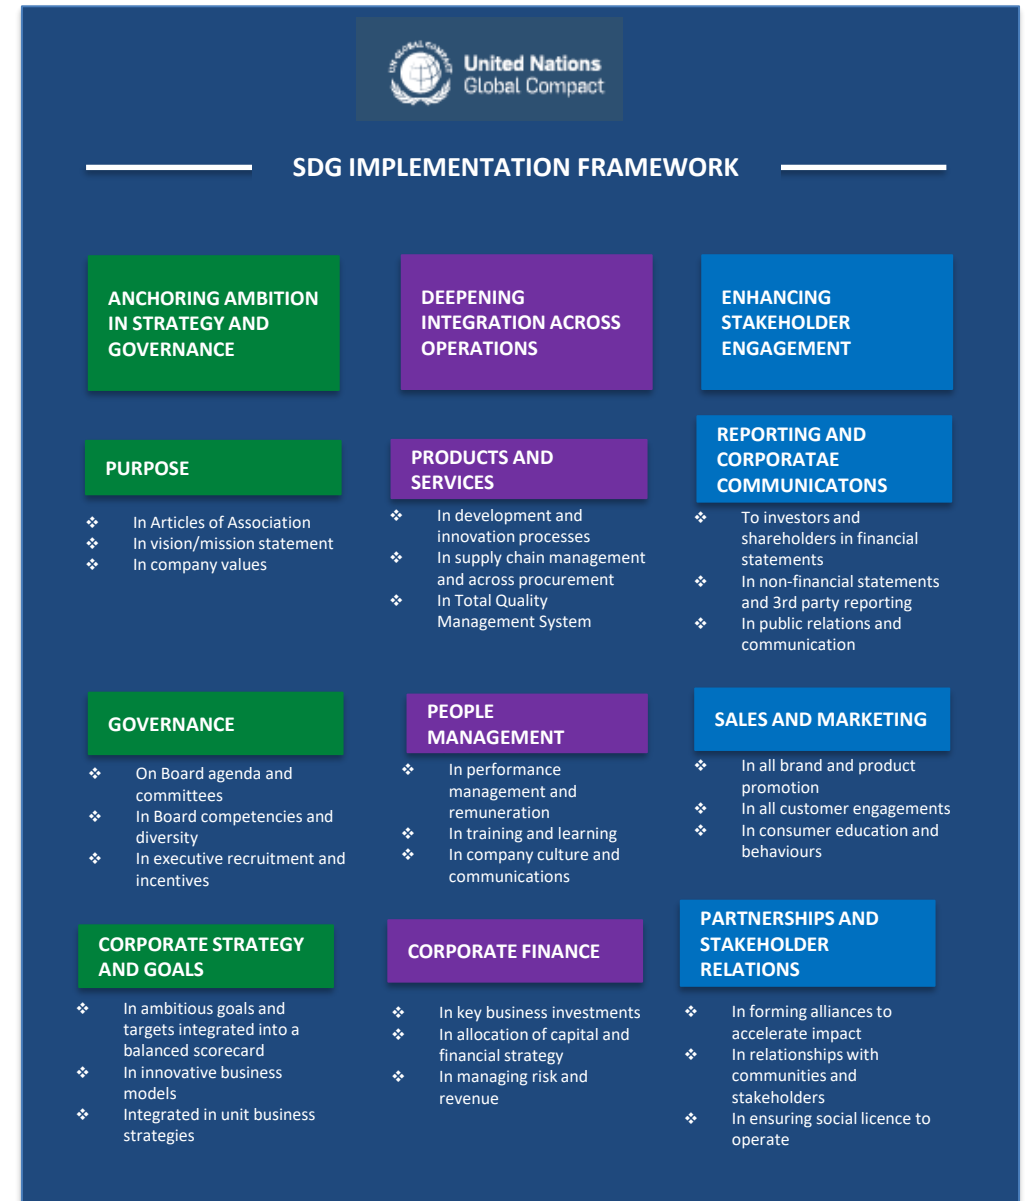 UN GLOBAL COMPACT
United Nations
Global Compact
SDG IMPLEMENTATION FRAMEWORK
ANCHORING AMBITION
IN STRATEGY AND
GOVERNANCE
PURPOSE
In Articles of Association
In vision/mission statement
In company values
GOVERNANCE
On Board agenda and
committees
In Board competencies and
diversity
In executive recruitment and
incentives
CORPORATE STRATEGY
AND GOALS
In ambitious goals and
targets integrated into a
balanced scorecard
In innovative business
models
Integrated in unit business
strategies
DEEPENING
INTEGRATION ACROSS
OPERATIONS
PRODUCTS AND
SERVICES
In development and
innovation processes
In supply chain management
and across procurement
In Total Quality
Management System
PEOPLE
MANAGEMENT
In performance
management and
remuneration
In training and learning
In company culture and
communications
CORPORATE FINANCE
In key business investments
In allocation of capital and
financial strategy
In managing risk and
revenue
ENHANCING
STAKEHOLDER
ENGAGEMENT
REPORTING AND
CORPORATAE
COMMUNICATONS
To investors and
shareholders in financial
statements
In non-financial statements
and 3rd party reporting
In public relations and
communication
SALES AND MARKETING
In all brand and product
promotion
In all customer engagements
In consumer education and
behaviours
PARTNERSHIPS AND
STAKEHOLDER
RELATIONS
In forming alliances to
accelerate impact
In relationships with
communities and
stakeholders
In ensuring social licence to
operate